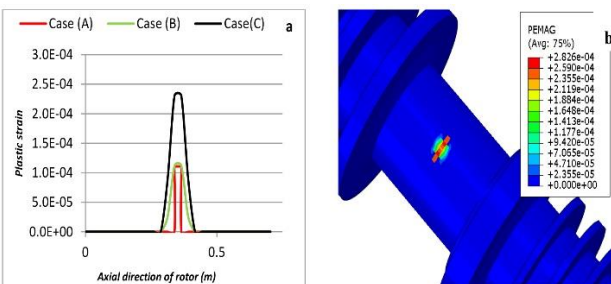 Case (A) Case (B) Case(C) a
3.0E-04
2.5E-04
2.0E-04
1.5E-04
1.0E-04
5.0E-05
0.0E+00
Plastic strain
0 0.5
Axial direction of rotor (m)
b
PEMAG
(Avg: 75%)
+2.826e-04
+2.590e-04
+2.355e-04
+2.119e-04
+1.884e-04
+1.648e-04
+1.413e-04
+1.177e-04
+9.420e-05
+7.065e-05
+4.710e-05
+2.355e-05
+0.000e+00